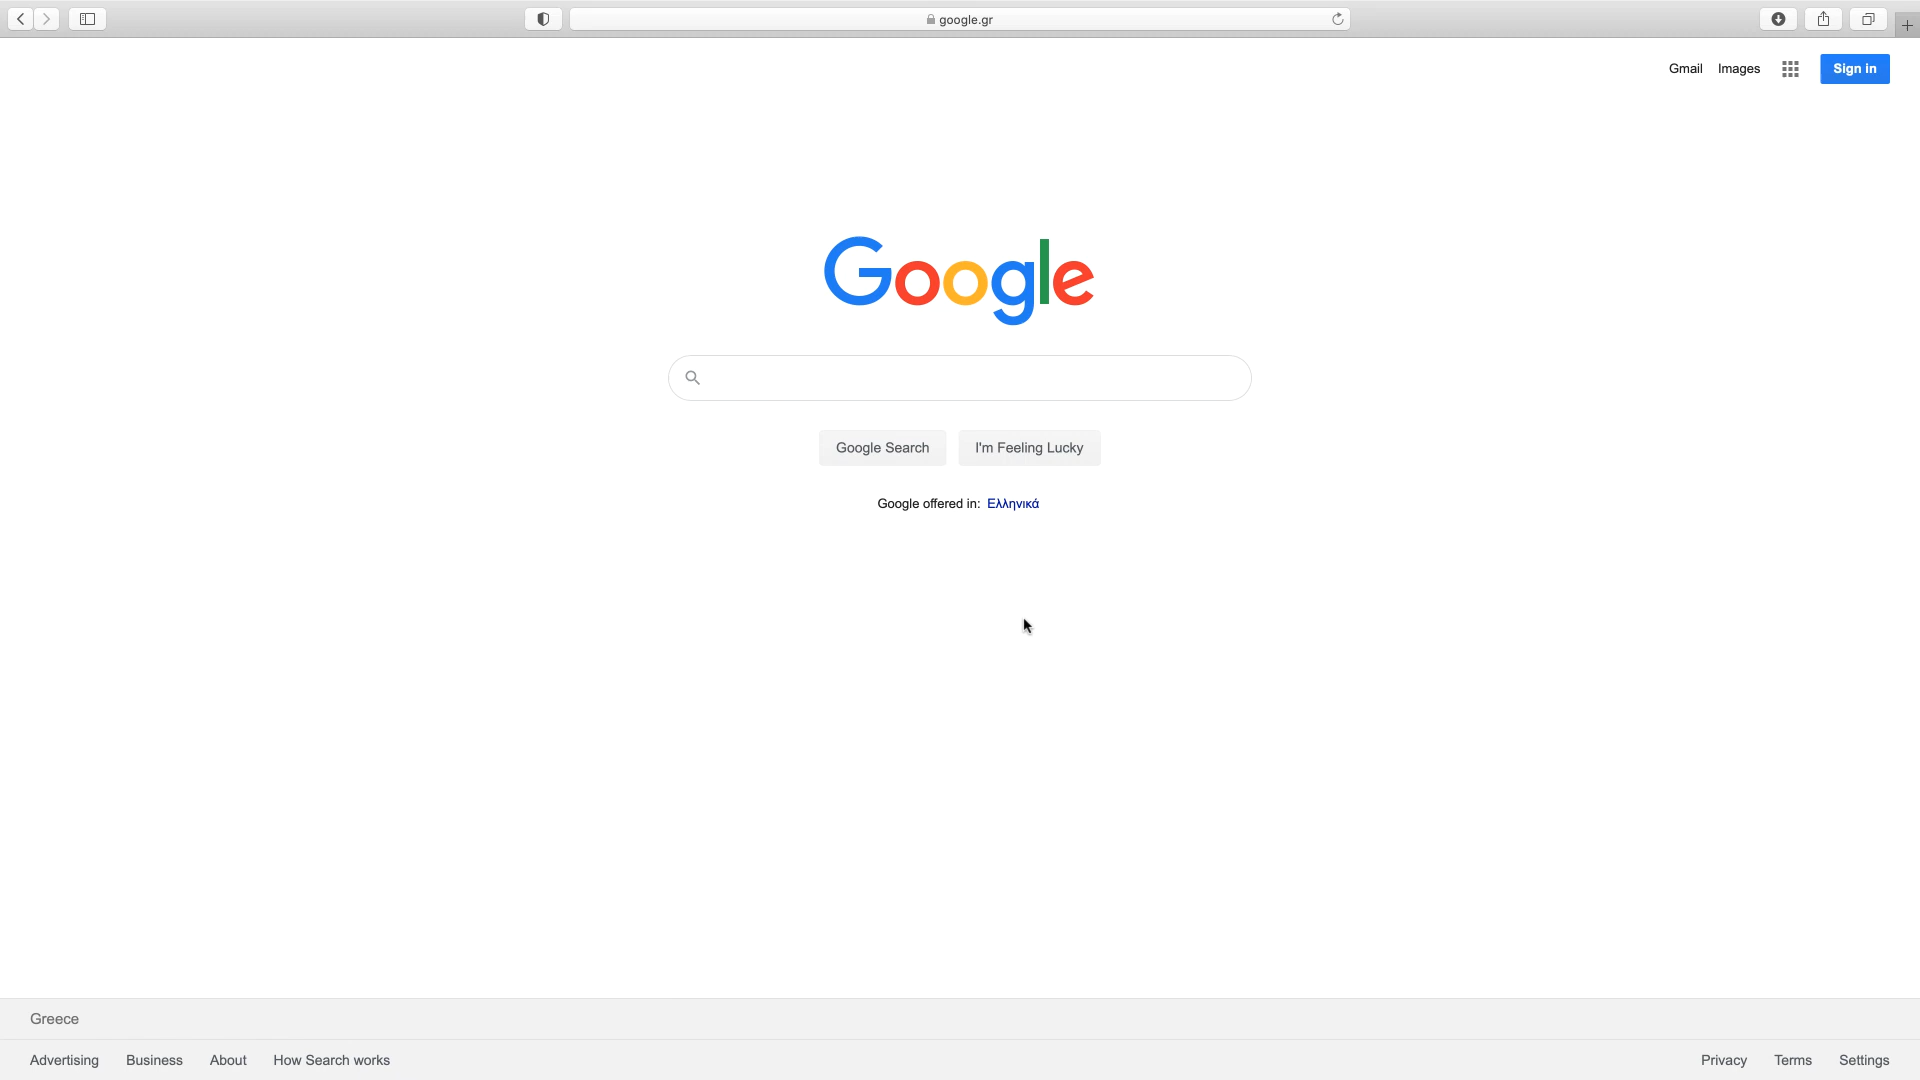 google.gr
Gmail Images Sign in
Google
Google Search I'm Feeling Lucky
Google offered in: Ελληνικά
Greece
Advertising Business About How Search works Privacy Terms Settings